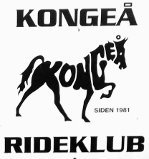 KONGEÅ
KONGEÅ
SIDEN 1981
RIDEKLUB